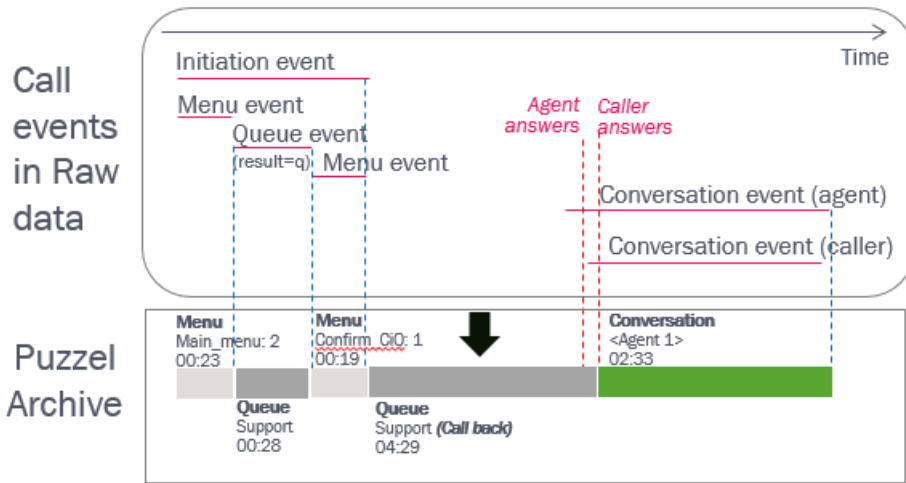 Time
Call
events
in Raw
data
Initiation event
Menu event
Queue event
(result=q)
Menu event
Agent
answers
Caller
answers
Conversation event (agent)
Conversation event (caller)
Puzzel
Archive
Menu
Main_menu: 2
00:23
Queue
Support
00:28
Menu
Confirm_CiQ: 1
00:19
Queue
Support (Call back)
04:29
Conversation
<Agent 1>
02:33